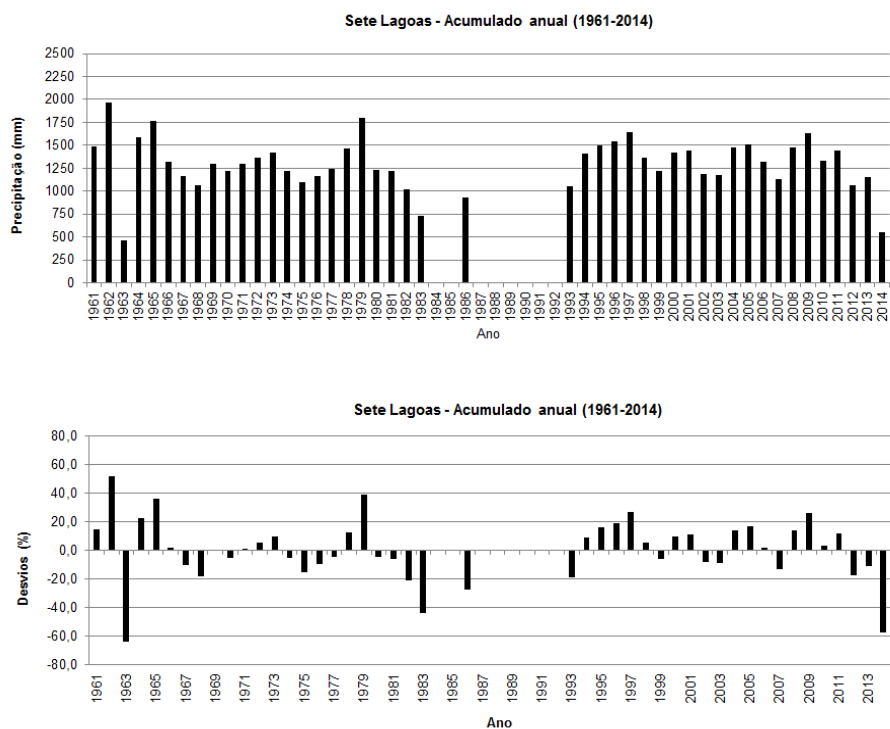 Sete Lagoas - Acumulado anual (1961-2014)
Precipitação (mm)
2500
2250
2000
1750
1500
1250
1000
750
500
250
0
1961 1962 1963 1964 1965 1966 1967 1968 1969 1970 1971 1972 1973 1974 1975 1976 1977 1978 1979 1980 1981 1982 1983 1984 1985 1986 1987 1988 1989 1990 1991 1992 1993 1994 1995 1996 1997 1998 1999 2000 2001 2002 2003 2004 2005 2006 2007 2008 2009 2010 2011 2012 2013 2014
Ano
Sete Lagoas - Acumulado anual (1961-2014)
Desvios (%)
80,0
60,0
40,0
20,0
0,0
-20,0
-40,0
-60,0
-80,0
1961 1963 1965 1967 1969 1971 1973 1975 1977 1979 1981 1983 1985 1987 1989 1991 1993 1995 1997 1999 2001 2003 2005 2007 2009 2011 2013
Ano